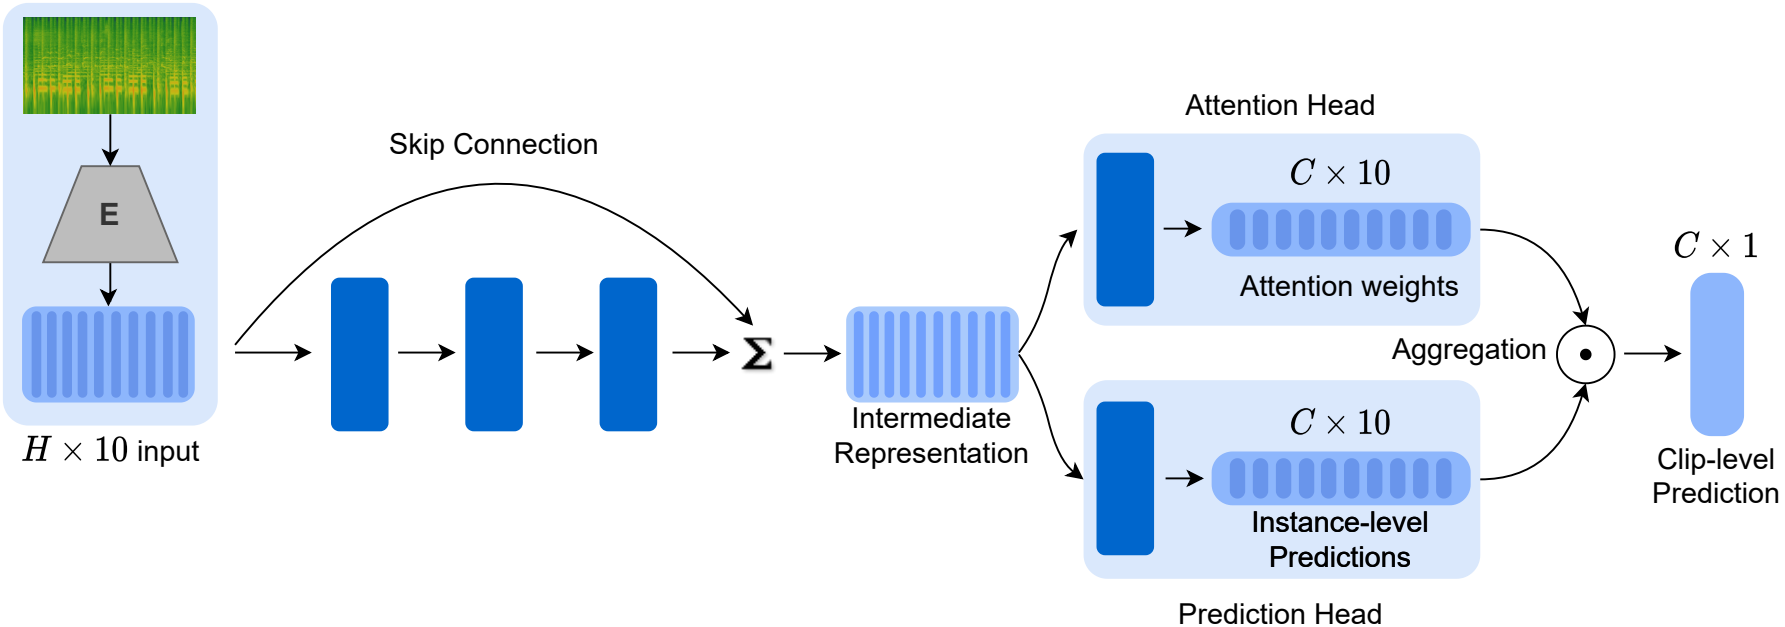 E
H × 10 input
Skip Connection
Σ
Intermediate
Representation
Attention Head
C × 10
Attention weights
Aggregation
C × 10
Instance-level
Predictions
Prediction Head
C × 1
Clip-level
Prediction